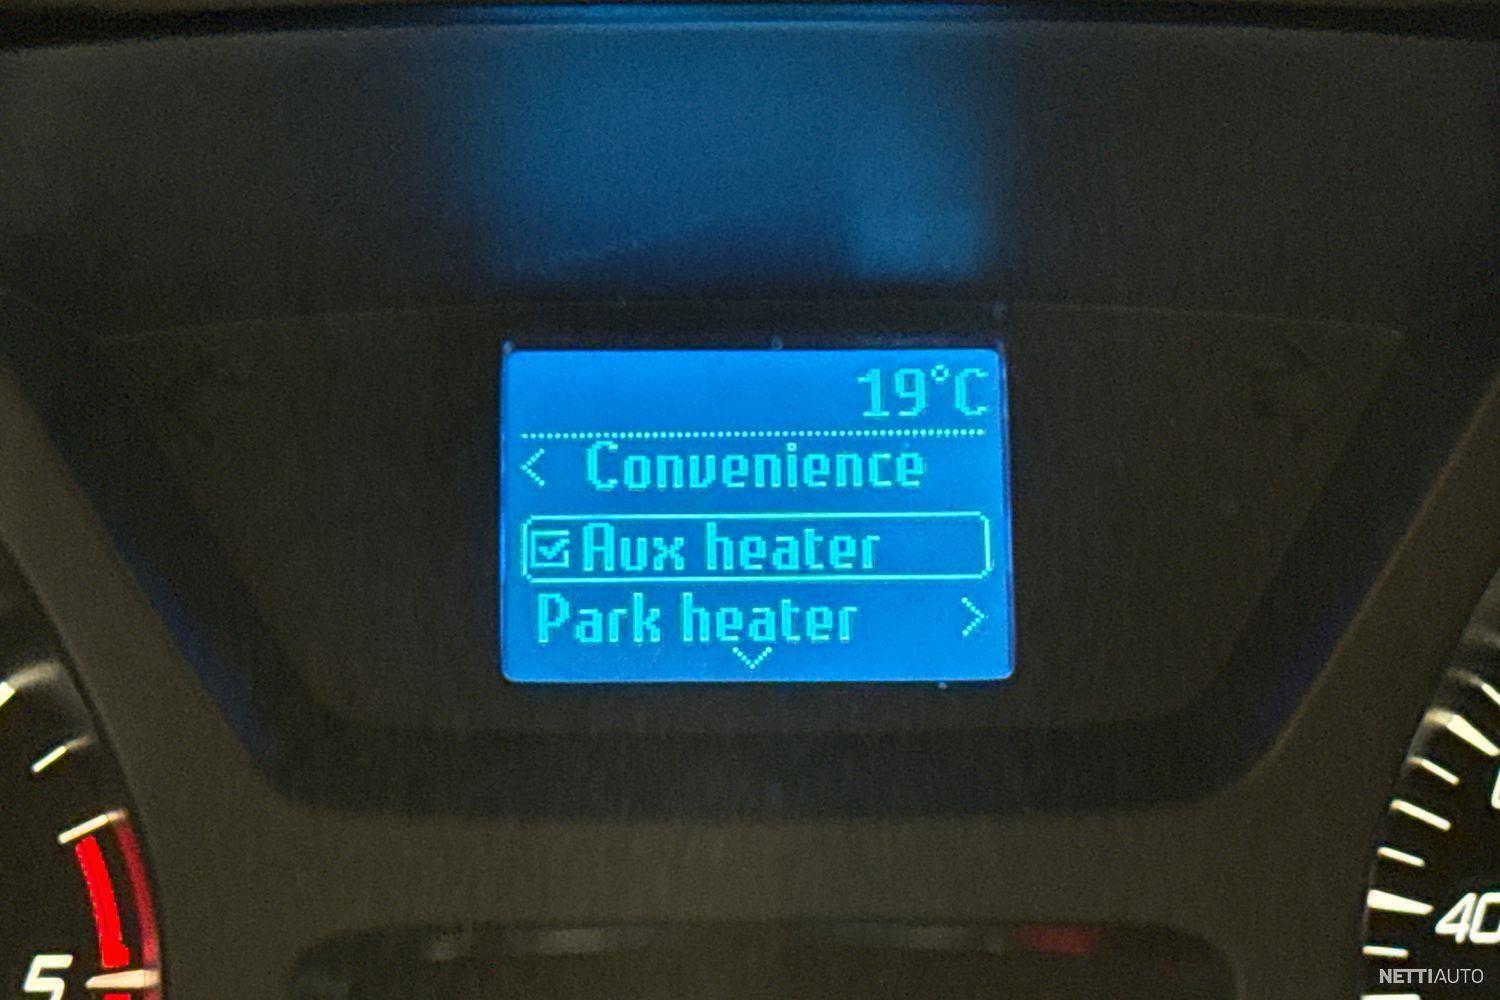 19°C
< Convenience
☑ Aux heater
Park heater >
5
40
NETTIAUTO